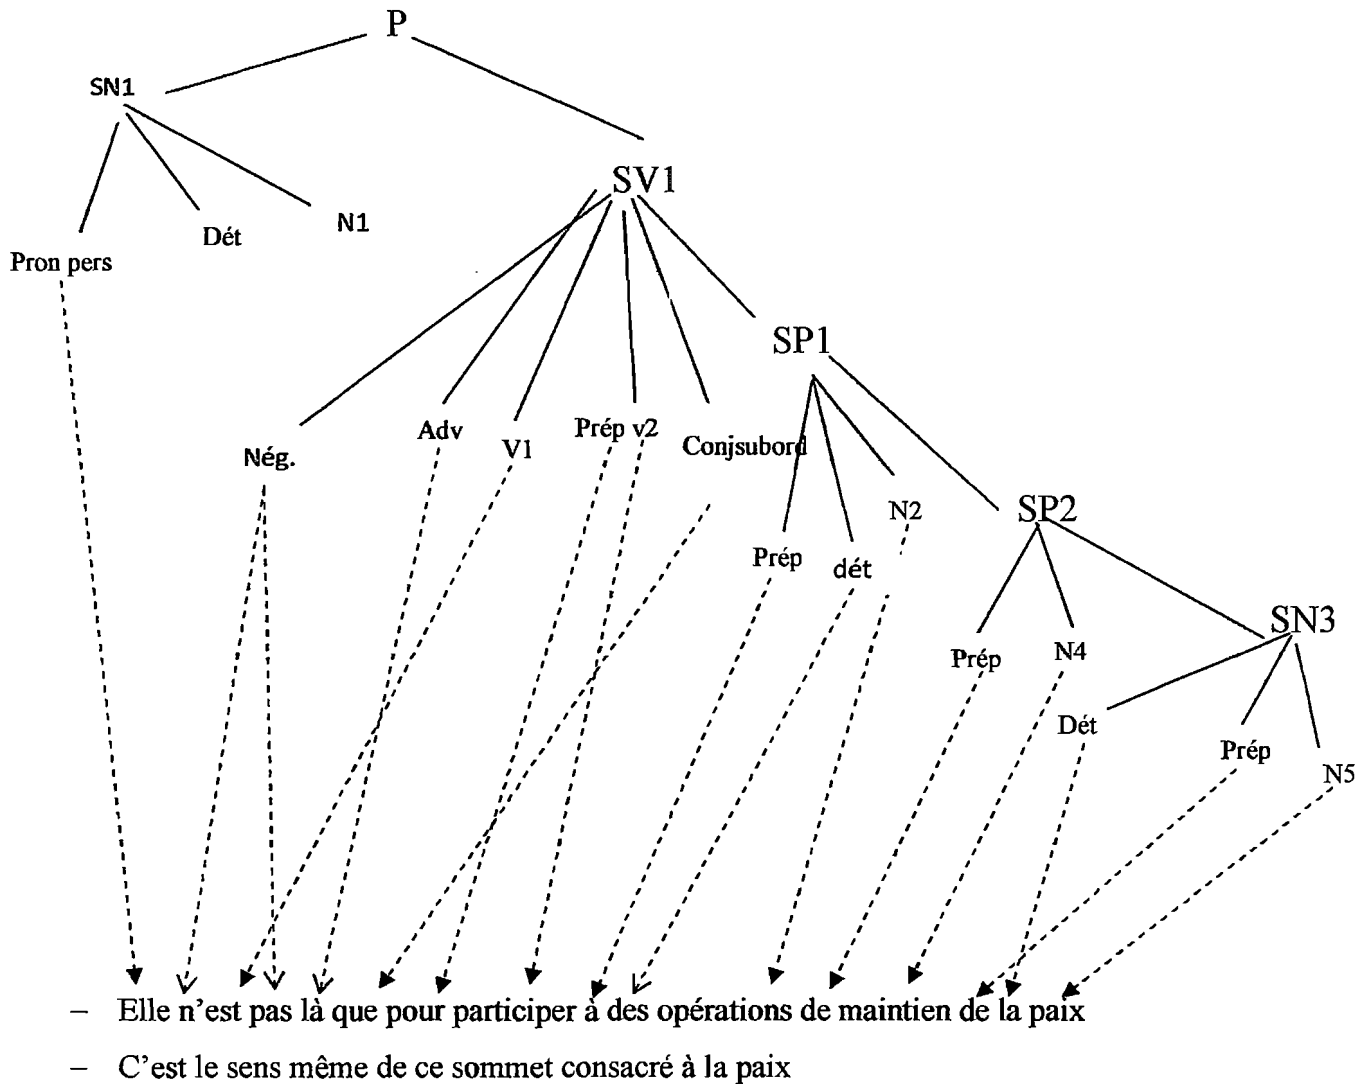 P
SN1
SV1
Pron pers
Dét
N1
SP1
Nég.
Adv
V1
Prép v2
Conjsubord
SP2
Prép
dét
N2
SN3
Prép
N4
Dét
Prép
N5
– Elle n’est pas là que pour participer à des opérations de maintien de la paix
– C’est le sens même de ce sommet consacré à la paix